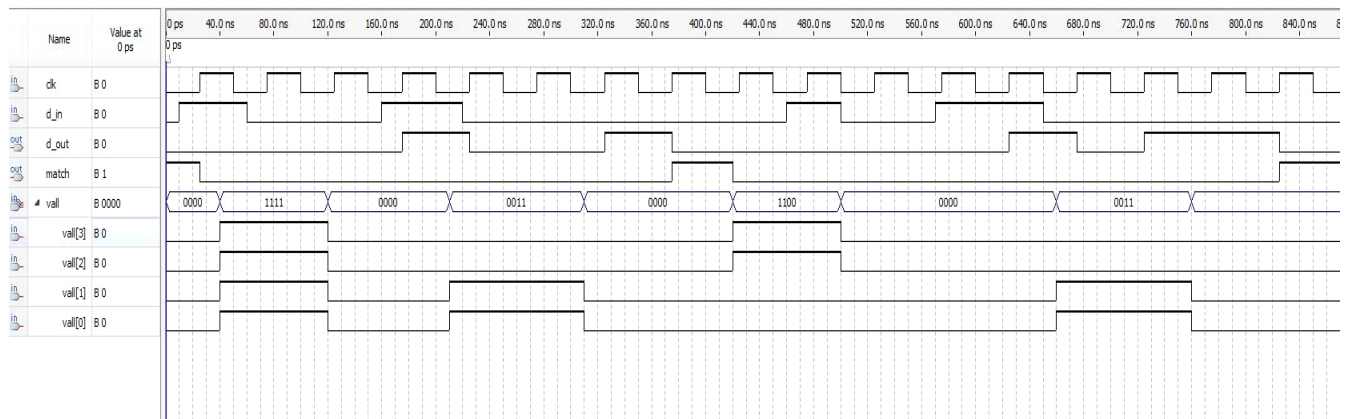 Name
Value at
0 ps
0 ps 40.0 ns 80.0 ns 120.0 ns 160.0 ns 200.0 ns 240.0 ns 280.0 ns 320.0 ns 360.0 ns 400.0 ns 440.0 ns 480.0 ns 520.0 ns 560.0 ns 600.0 ns 640.0 ns 680.0 ns 720.0 ns 760.0 ns 800.0 ns 840.0 ns 8
0 ps
in clk B 0
in d_in B 0
out d_out B 0
out match B 1
in vall B 0000 0000 1111 0000 0011 0000 1100 0000 0011
in vall[3] B 0
in vall[2] B 0
in vall[1] B 0
in vall[0] B 0